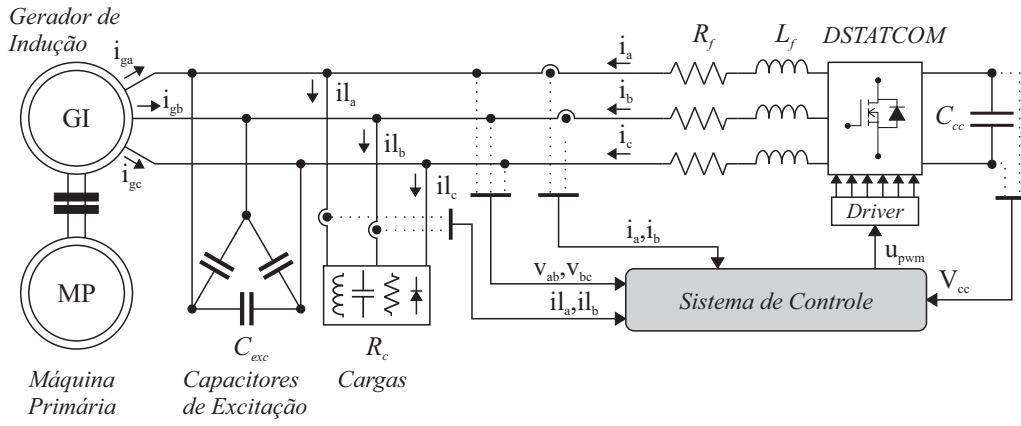 Gerador de
Indução
i_ga
i_gb
i_gc
GI
MP
Máquina
Primária
C_exc
Capacitores
de Excitação
il_a
il_b
il_c
R_c
Cargas
i_a
i_b
i_c
R_f
L_f
DSTATCOM
C_cc
Driver
u_pwm
i_a,i_b
v_ab,v_bc
il_a,il_b
Sistema de Controle
V_cc